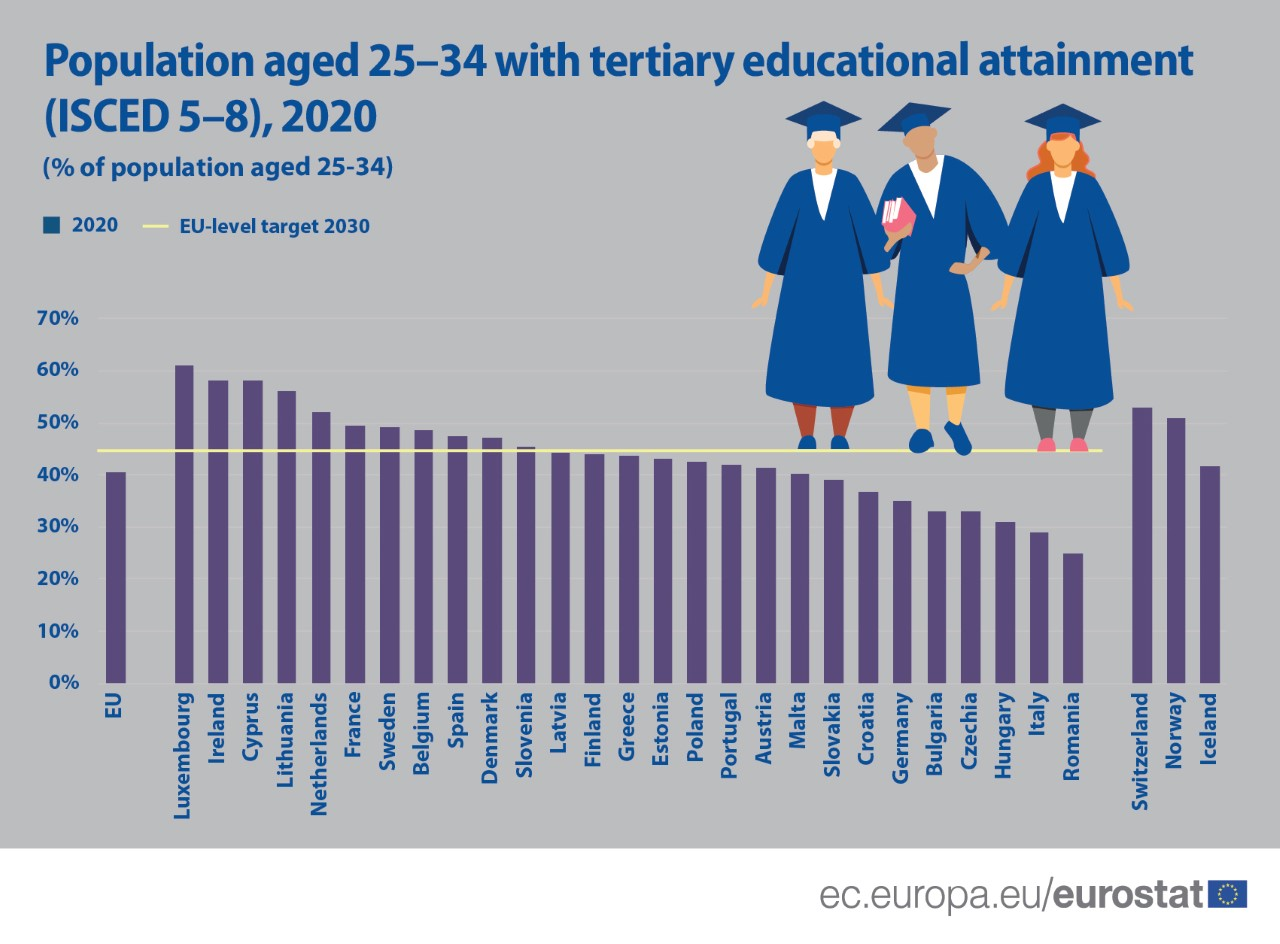 Population aged 25–34 with tertiary educational attainment
(ISCED 5–8), 2020
(% of population aged 25-34)
2020 EU-level target 2030
70%
60%
50%
40%
30%
20%
10%
0%
EU
Luxembourg
Ireland
Cyprus
Lithuania
Netherlands
France
Sweden
Belgium
Spain
Denmark
Slovenia
Latvia
Finland
Greece
Estonia
Poland
Portugal
Austria
Malta
Slovakia
Croatia
Germany
Bulgaria
Czechia
Hungary
Italy
Romania
Switzerland
Norway
Iceland
ec.europa.eu/eurostat